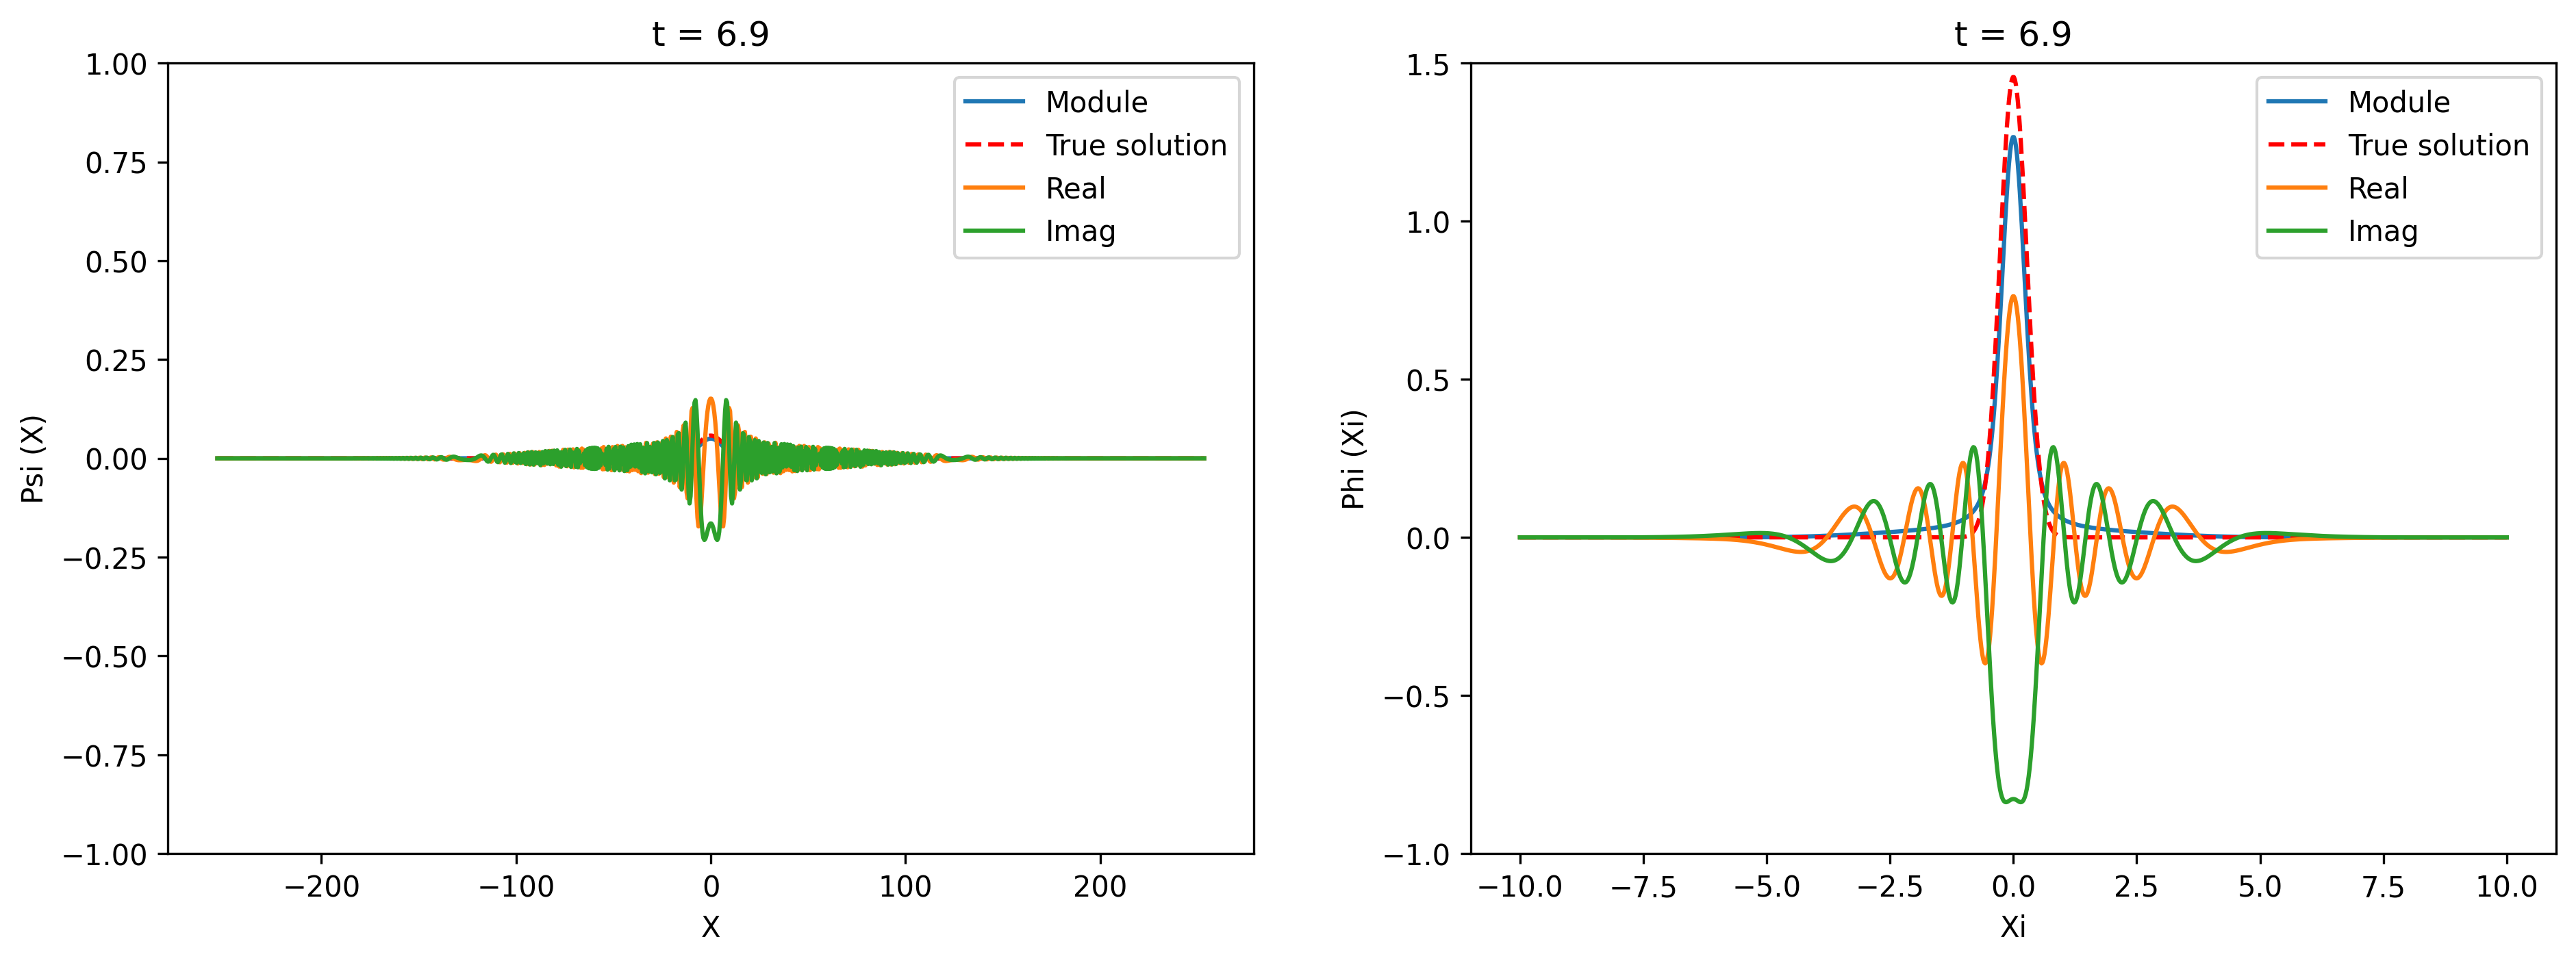 t = 6.9
1.00
0.75
0.50
0.25
0.00
−0.25
−0.50
−0.75
−1.00
Psi (X)
−200
−100
0
100
200
X
Module
True solution
Real
Imag
t = 6.9
1.5
1.0
0.5
0.0
−0.5
−1.0
Phi (Xi)
−10.0
−7.5
−5.0
−2.5
0.0
2.5
5.0
7.5
10.0
Xi
Module
True solution
Real
Imag